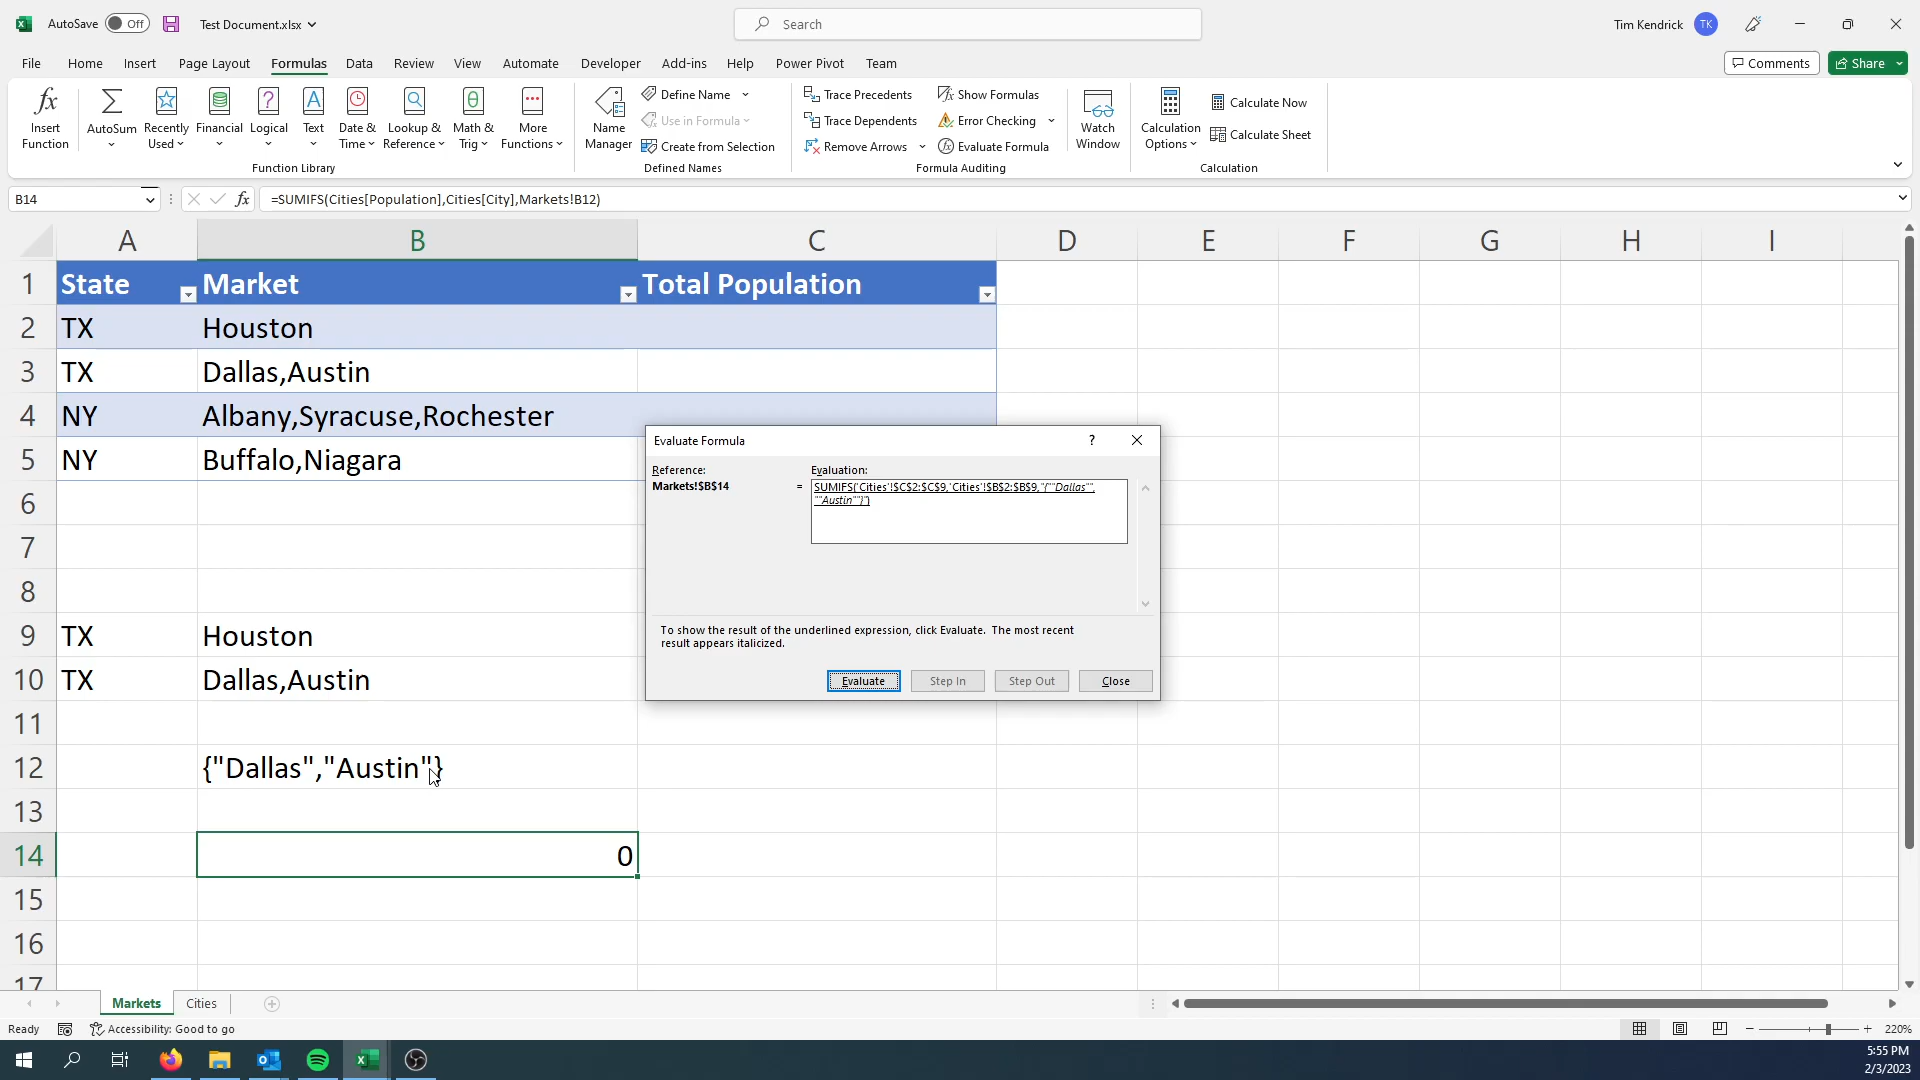 AutoSave Off Test Document.xlsx Search Tim Kendrick TK
File Home Insert Page Layout Formulas Data Review View Automate Developer Add-ins Help Power Pivot Team Comments Share
Insert Function
AutoSum
Recently Used
Financial
Logical
Text
Date & Time
Lookup & Reference
Math & Trig
More Functions
Function Library
Name Manager
Define Name
Use in Formula
Create from Selection
Defined Names
Trace Precedents
Trace Dependents
Remove Arrows
Show Formulas
Error Checking
Evaluate Formula
Formula Auditing
Watch Window
Calculation Options
Calculate Now
Calculate Sheet
Calculation
B14 fx =SUMIFS(Cities[Population],Cities[City],Markets!B12)
A B C D E F G H I
1 State Market Total Population
2 TX Houston
3 TX Dallas,Austin
4 NY Albany,Syracuse,Rochester
5 NY Buffalo,Niagara
6
7
8
9 TX Houston
10 TX Dallas,Austin
11
12 {"Dallas","Austin"}
13
14 0
15
16
17
Evaluate Formula ?
Reference: Evaluation:
Markets!$B$14 = SUMIFS('Cities'!$C$2:$C$9,'Cities'!$B$2:$B$9,"{""Dallas"",
""Austin""}")
To show the result of the underlined expression, click Evaluate. The most recent
result appears italicized.
Evaluate Step In Step Out Close
Markets Cities
Ready Accessibility: Good to go 220%
5:55 PM
2/3/2023